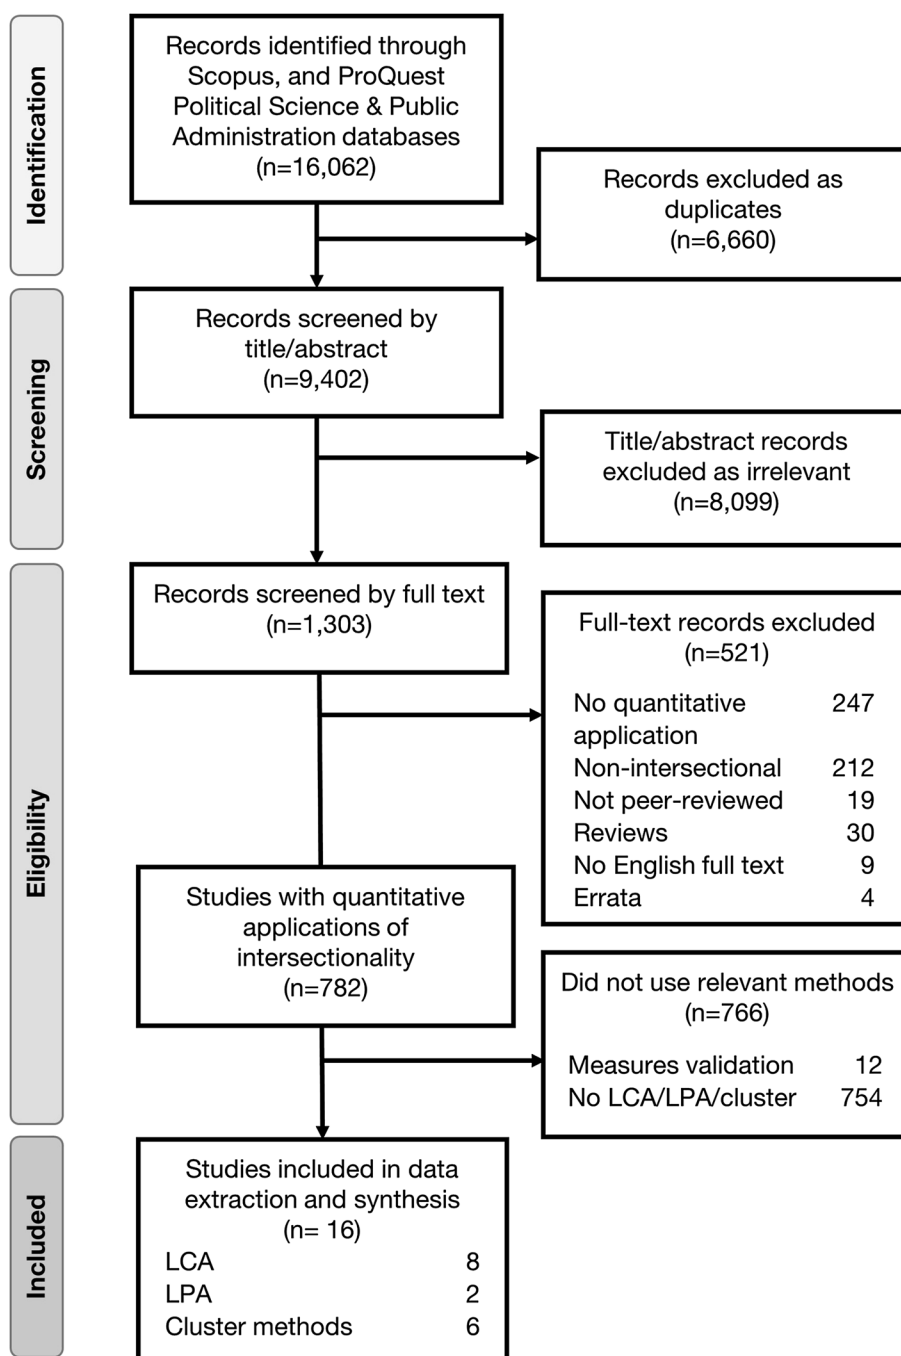 Identification
Records identified through
Scopus, and ProQuest
Political Science & Public
Administration databases
(n=16,062)
Records excluded as
duplicates
(n=6,660)
Screening
Records screened by
title/abstract
(n=9,402)
Title/abstract records
excluded as irrelevant
(n=8,099)
Eligibility
Records screened by full text
(n=1,303)
Full-text records excluded
(n=521)
No quantitative 247
application
Non-intersectional 212
Not peer-reviewed 19
Reviews 30
No English full text 9
Errata 4
Studies with quantitative
applications of
intersectionality
(n=782)
Did not use relevant methods
(n=766)
Measures validation 12
No LCA/LPA/cluster 754
Included
Studies included in data
extraction and synthesis
(n= 16)
LCA 8
LPA 2
Cluster methods 6